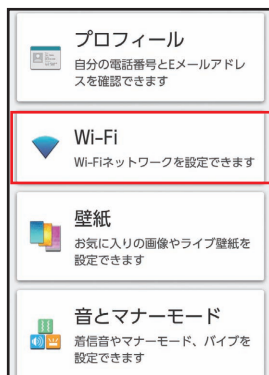 プロフィール
自分の電話番号とEメールアドレ
スを確認できます
Wi-Fi
Wi-Fiネットワークを設定できます
壁紙
お気に入りの画像やライブ壁紙を
設定できます
音とマナーモード
着信音やマナーモード、バイブを
設定できます